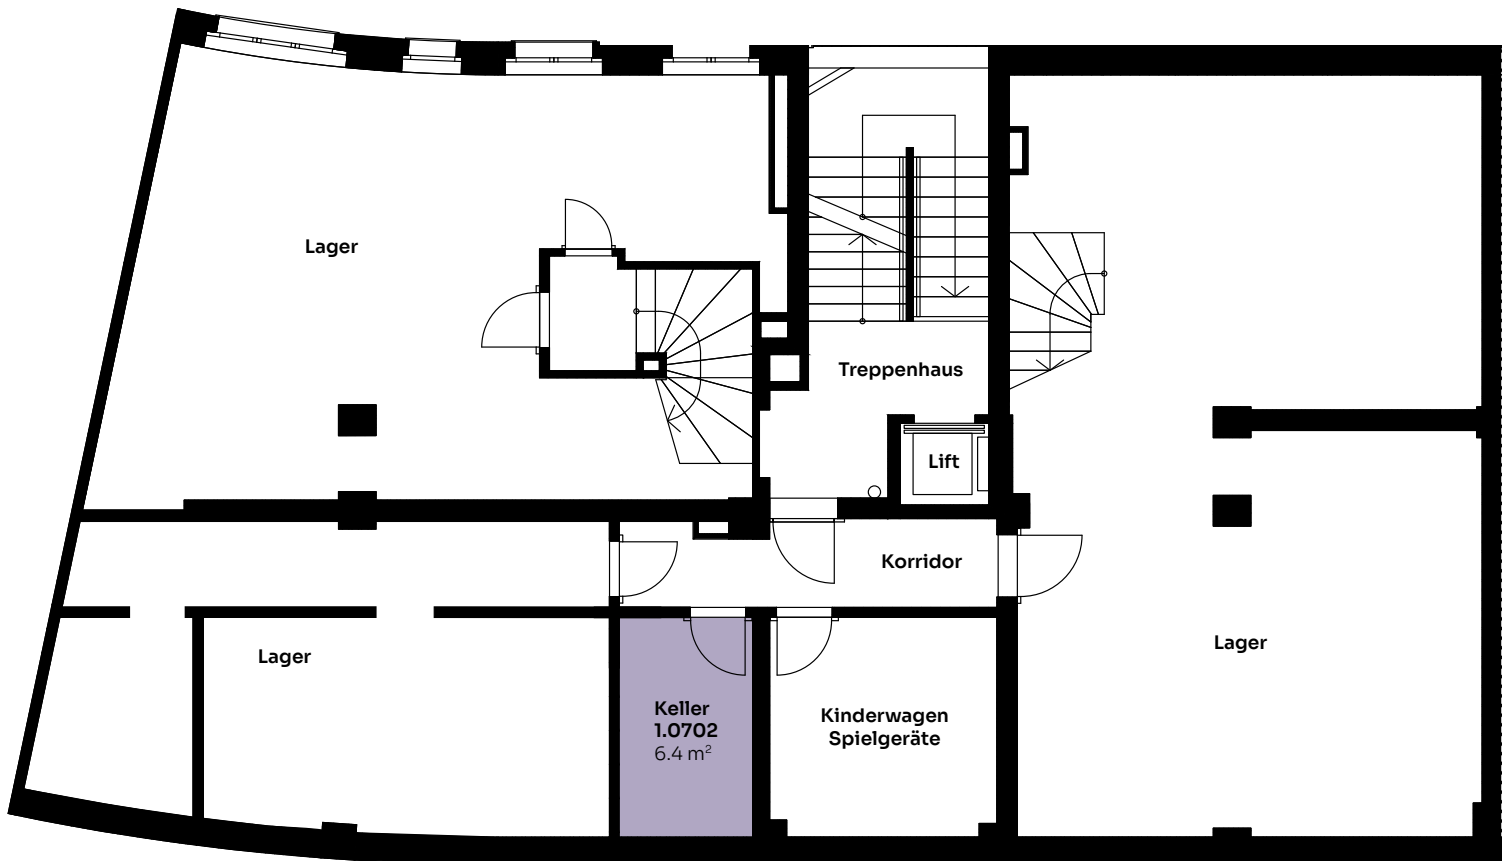 Lager
Treppenhaus
Lift
Korridor
Lager
Lager
Keller
1.0702
6.4 m²
Kinderwagen
Spielgeräte